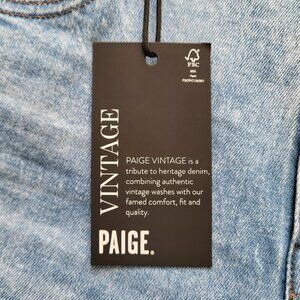 FSC
MIX
VINTAGE
PAIGE VINTAGE is a
tribute to heritage denim,
combining authentic
vintage washes with our
famed comfort, fit and
quality.
PAIGE.